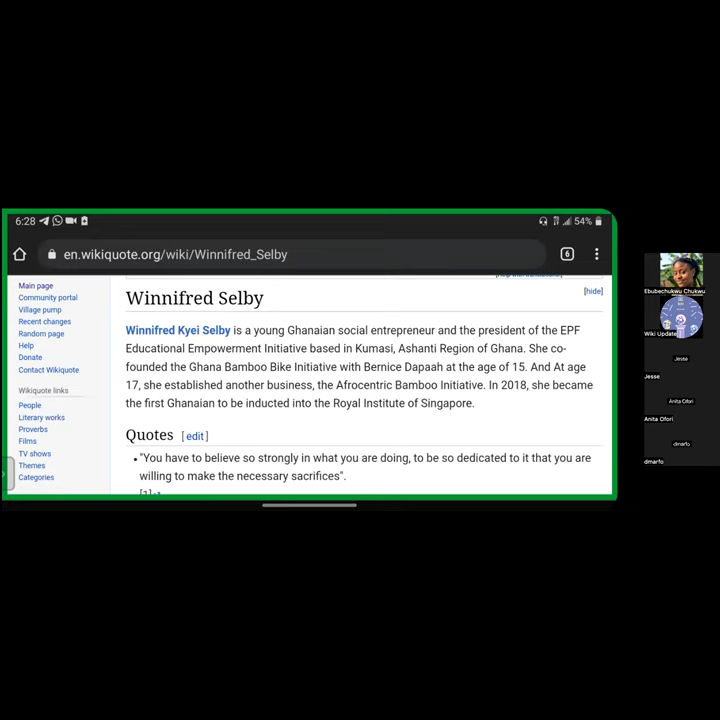 6:28
54%
en.wikiquote.org/wiki/Winnifred_Selby
6
Main page
Community portal
Village pump
Recent changes
Random page
Help
Donate
Contact Wikiquote
Wikiquote links
People
Literary works
Proverbs
Films
TV shows
Themes
Categories
[hide]
Winnifred Selby
Winnifred Kyei Selby is a young Ghanaian social entrepreneur and the president of the EPF
Educational Empowerment Initiative based in Kumasi, Ashanti Region of Ghana. She co-
founded the Ghana Bamboo Bike Initiative with Bernice Dapaah at the age of 15. And At age
17, she established another business, the Afrocentric Bamboo Initiative. In 2018, she became
the first Ghanaian to be inducted into the Royal Institute of Singapore.
Quotes [ edit ]
• "You have to believe so strongly in what you are doing, to be so dedicated to it that you are
willing to make the necessary sacrifices".
[1]
Ebubechukwu Chukwu
Wiki Update
Jesse
Jesse
Anita Ofori
Anita Ofori
dmarfo
dmarfo